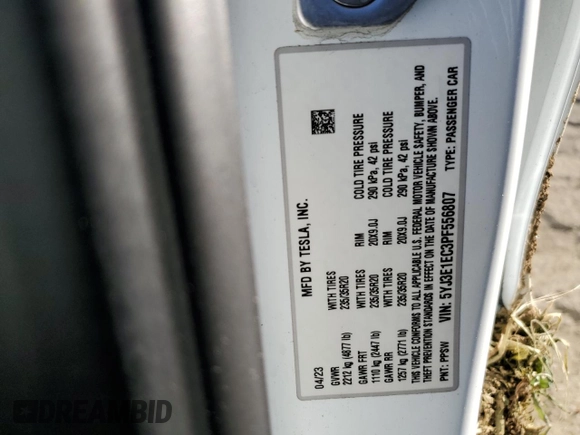 MFD BY TESLA, INC.
04/23
GVWR WITH TIRES RIM COLD TIRE PRESSURE
2212 kg (4877 lb) 235/35R20 20X9.0J 290 kPa, 42 psi
GAWR FRT WITH TIRES RIM COLD TIRE PRESSURE
1110 kg (2447 lb) 235/35R20 20X9.0J 290 kPa, 42 psi
GAWR RR
1257 kg (2771 lb) 235/35R20 20X9.0J
THIS VEHICLE CONFORMS TO ALL APPLICABLE U.S. FEDERAL MOTOR VEHICLE SAFETY, BUMPER, AND
THEFT PREVENTION STANDARDS IN EFFECT ON THE DATE OF MANUFACTURE SHOWN ABOVE.
VIN: 5YJ3E1EC3PF556807
PNT: PPSW TYPE: PASSENGER CAR
DREAMBID